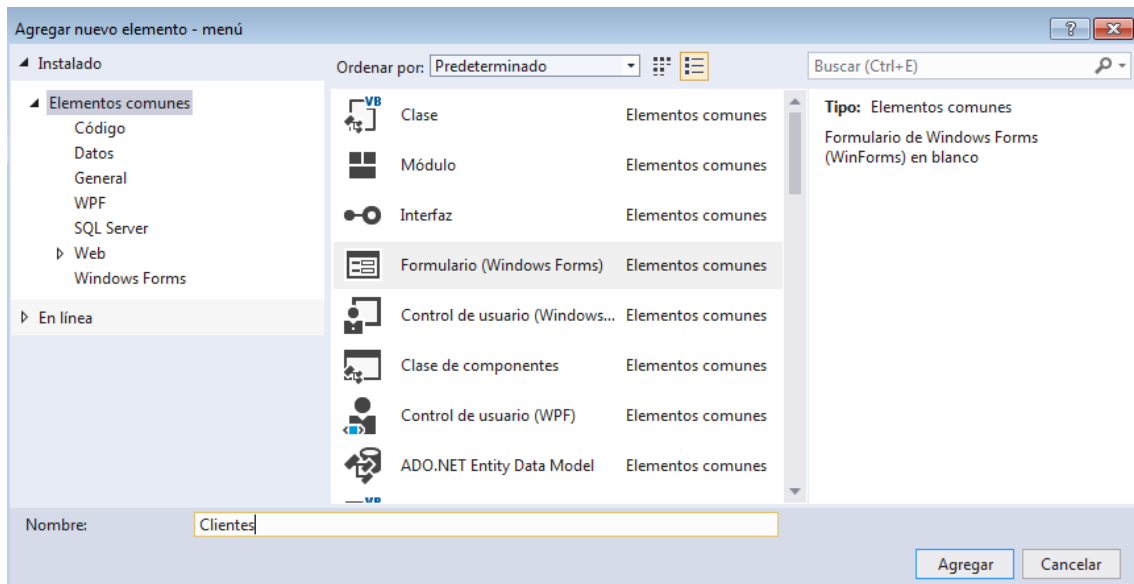 Agregar nuevo elemento - menú
?
Instalado
Ordenar por: Predeterminado
Buscar (Ctrl+E)
Elementos comunes
Código
Datos
General
WPF
SQL Server
Web
Windows Forms
En línea
VB
Clase Elementos comunes
Módulo Elementos comunes
Interfaz Elementos comunes
Formulario (Windows Forms) Elementos comunes
Control de usuario (Windows... Elementos comunes
Clase de componentes Elementos comunes
Control de usuario (WPF) Elementos comunes
ADO.NET Entity Data Model Elementos comunes
VB
Tipo: Elementos comunes
Formulario de Windows Forms
(WinForms) en blanco
Nombre: Clientes
Agregar Cancelar